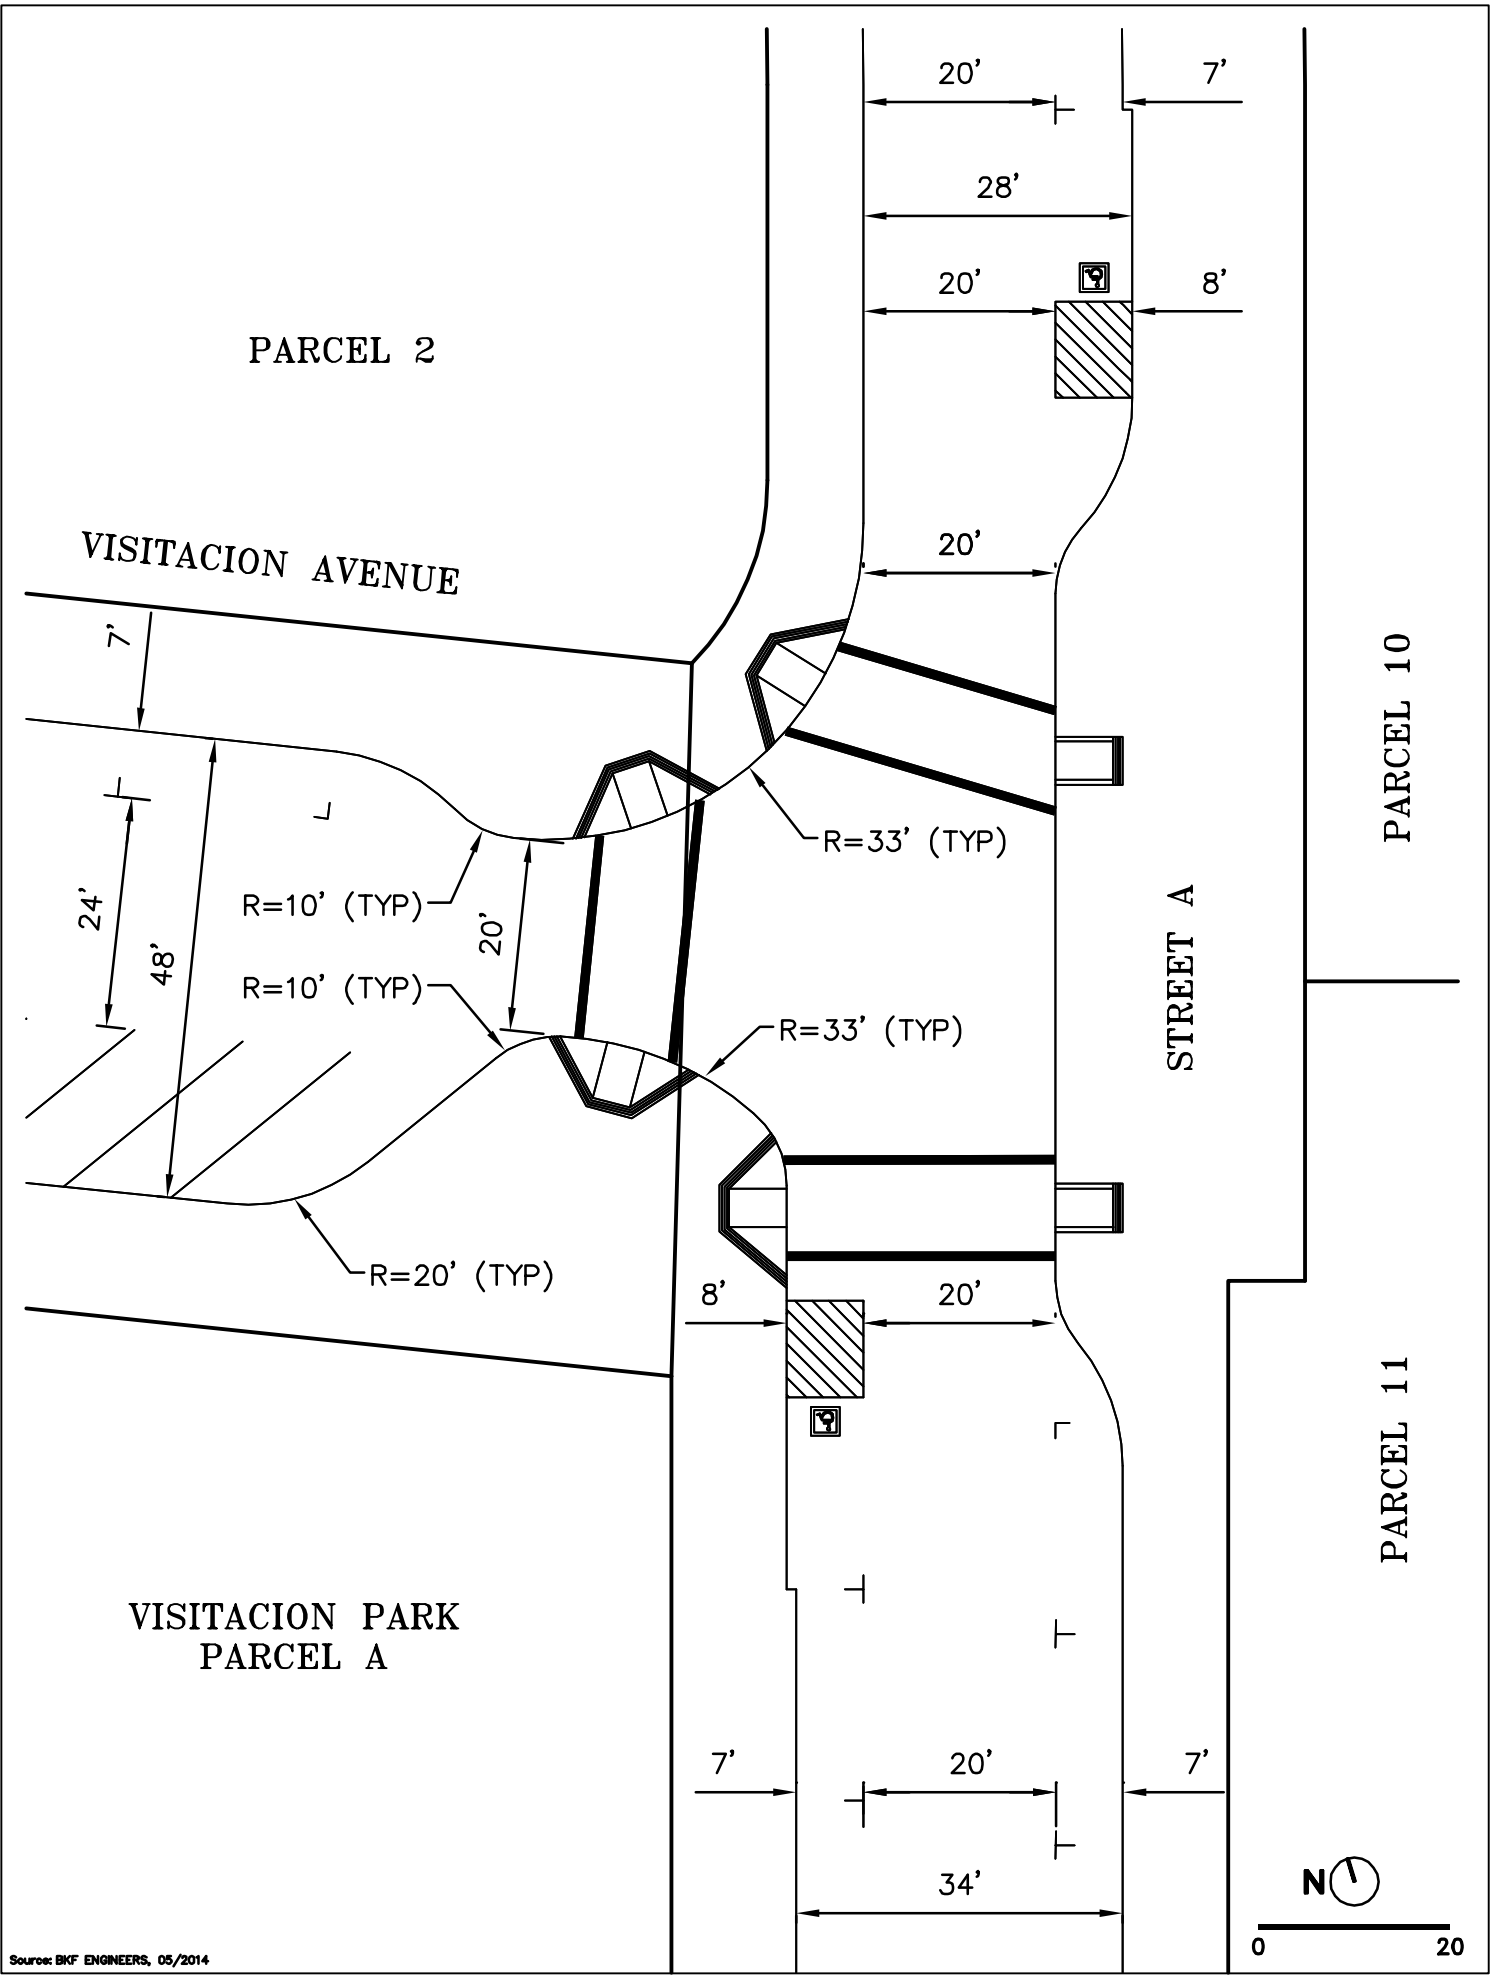 20' 7'
28'
20' 8'
PARCEL 2
VISITACION AVENUE
20'
7'
PARCEL 10
R=33' (TYP)
24'
R=10' (TYP)
20'
48'
STREET A
R=10' (TYP)
R=33' (TYP)
R=20' (TYP)
8' 20'
PARCEL 11
VISITACION PARK
PARCEL A
7' 20' 7'
34'
N
0 20
Source: BKF ENGINEERS, 05/2014